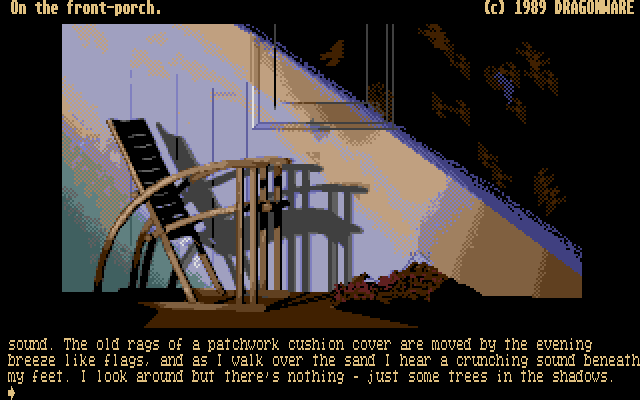 On the front-porch.
(c) 1989 DRAGONWARE
sound. The old rags of a patchwork cushion cover are moved by the evening
breeze like flags, and as I walk over the sand I hear a crunching sound beneath
my feet. I look around but there's nothing - just some trees in the shadows.